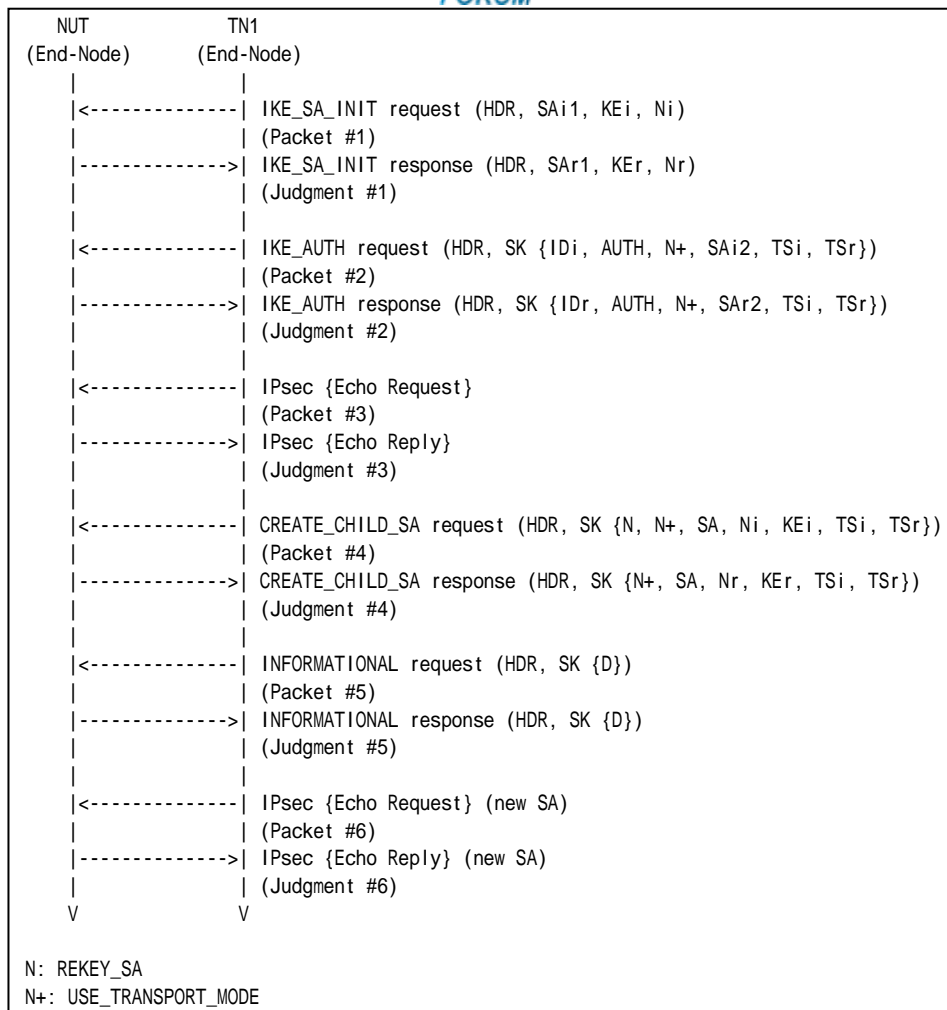 FORUM
NUT TN1
(End-Node) (End-Node)
| |
|<--------------| IKE_SA_INIT request (HDR, SAi1, KEi, Ni)
| | (Packet #1)
|-------------->| IKE_SA_INIT response (HDR, SAr1, KEr, Nr)
| | (Judgment #1)
| |
|<--------------| IKE_AUTH request (HDR, SK {IDi, AUTH, N+, SAi2, TSi, TSr})
| | (Packet #2)
|-------------->| IKE_AUTH response (HDR, SK {IDr, AUTH, N+, SAr2, TSi, TSr})
| | (Judgment #2)
| |
|<--------------| IPsec {Echo Request}
| | (Packet #3)
|-------------->| IPsec {Echo Reply}
| | (Judgment #3)
| |
|<--------------| CREATE_CHILD_SA request (HDR, SK {N, N+, SA, Ni, KEi, TSi, TSr})
| | (Packet #4)
|-------------->| CREATE_CHILD_SA response (HDR, SK {N+, SA, Nr, KEr, TSi, TSr})
| | (Judgment #4)
| |
|<--------------| INFORMATIONAL request (HDR, SK {D})
| | (Packet #5)
|-------------->| INFORMATIONAL response (HDR, SK {D})
| | (Judgment #5)
| |
|<--------------| IPsec {Echo Request} (new SA)
| | (Packet #6)
|-------------->| IPsec {Echo Reply} (new SA)
| | (Judgment #6)
V V
N: REKEY_SA
N+: USE_TRANSPORT_MODE